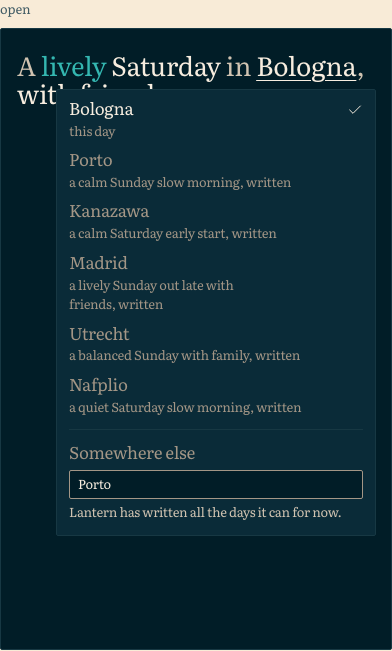 open
A lively Saturday in Bologna,
with friends
Bologna
this day
Porto
a calm Sunday slow morning, written
Kanazawa
a calm Saturday early start, written
Madrid
a lively Sunday out late with
friends, written
Utrecht
a balanced Sunday with family, written
Nafplio
a quiet Saturday slow morning, written
Somewhere else
Porto
Lantern has written all the days it can for now.